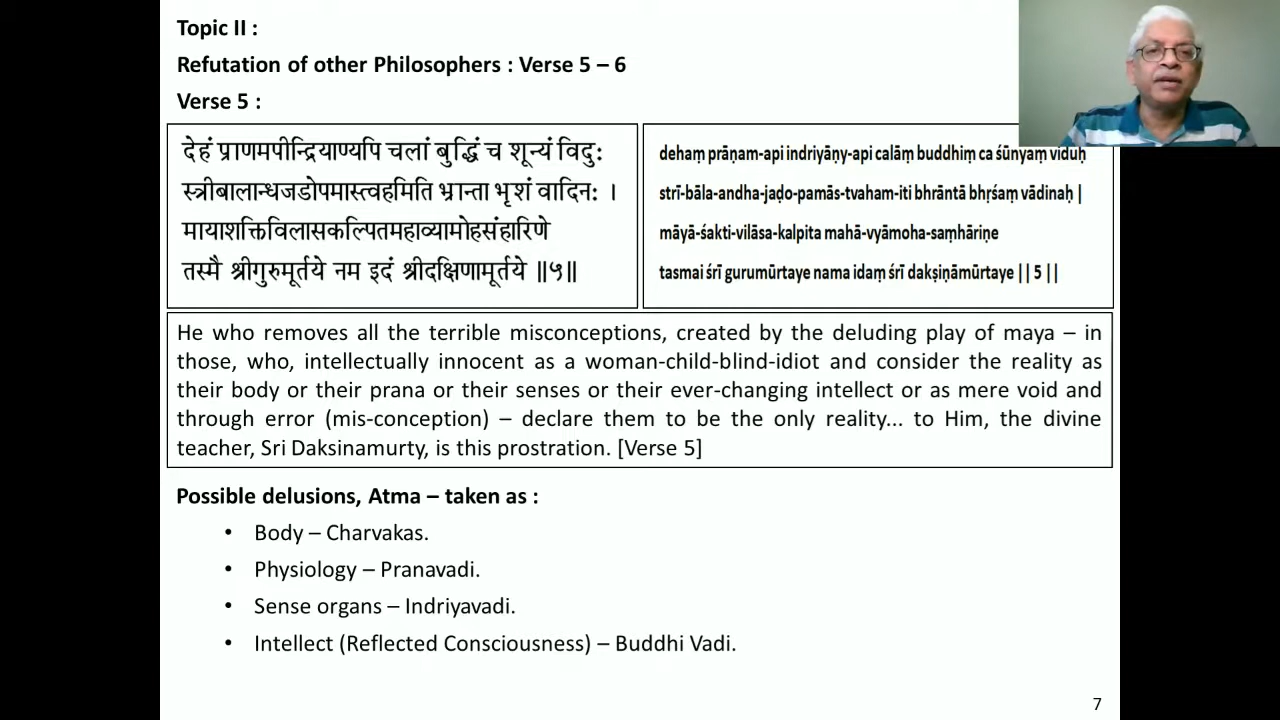 Topic II :
Refutation of other Philosophers : Verse 5 – 6
Verse 5 :
देहं प्राणमपीन्द्रियाण्यपि चलां बुद्धिं च शून्यं विदुः
स्त्रीबालान्धजडोपमास्त्वहमिति भ्रान्ता भृशं वादिनः ।
मायाशक्तिविलासकल्पितमहाव्यामोहसंहारिणे
तस्मै श्रीगुरुमूर्तये नम इदं श्रीदक्षिणामूर्तये ॥५॥
dehaṃ prāṇam-api indriyāṇy-api calāṃ buddhiṃ ca śūnyaṃ viduḥ
strī-bāla-andha-jaḍo-pamās-tvaham-iti bhrāntā bhṛśaṃ vādinaḥ |
māyā-śakti-vilāsa-kalpita mahā-vyāmoha-saṃhāriṇe
tasmai śrī gurumūrtaye nama idaṃ śrī dakṣiṇāmūrtaye || 5 ||
He who removes all the terrible misconceptions, created by the deluding play of maya – in
those, who, intellectually innocent as a woman-child-blind-idiot and consider the reality as
their body or their prana or their senses or their ever-changing intellect or as mere void and
through error (mis-conception) – declare them to be the only reality... to Him, the divine
teacher, Sri Daksinamurty, is this prostration. [Verse 5]
Possible delusions, Atma – taken as :
• Body – Charvakas.
• Physiology – Pranavadi.
• Sense organs – Indriyavadi.
• Intellect (Reflected Consciousness) – Buddhi Vadi.
7